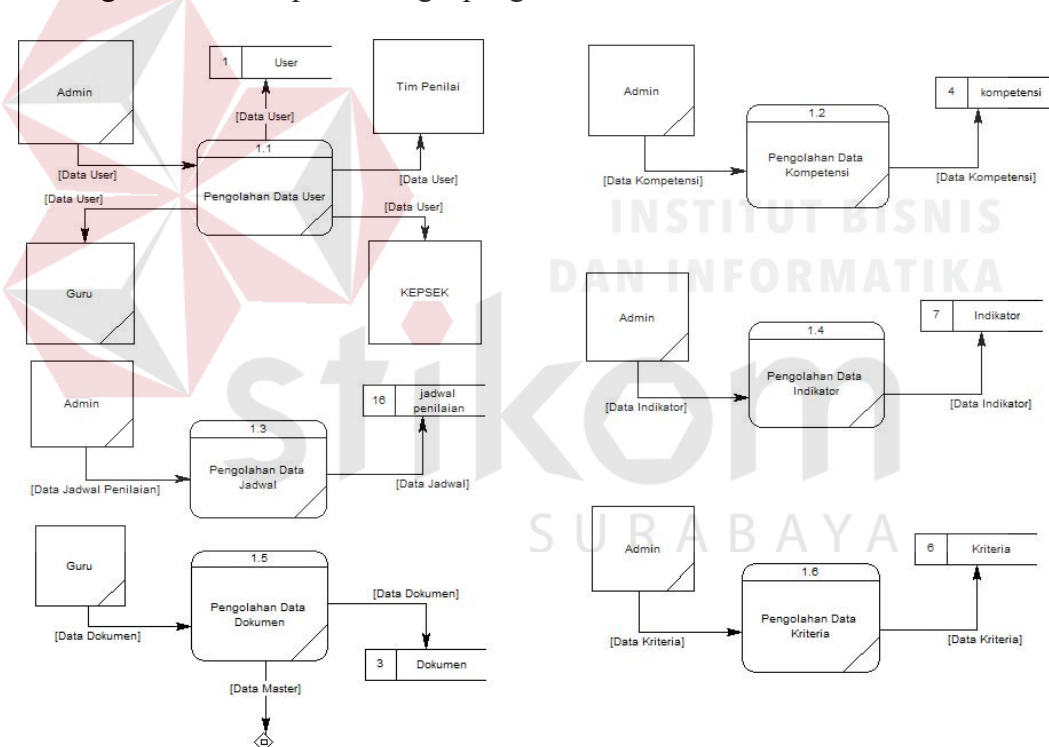 Admin
1 User
Tim Penilai
[Data User]
1.1
Pengolahan Data User
[Data User]
[Data User]
[Data User]
[Data User]
Guru
KEPSEK
Admin
4 kompetensi
1.2
Pengolahan Data
Kompetensi
[Data Kompetensi]
[Data Kompetensi]
INSTITUT BISNIS
DAN INFORMATIKA
stikom
SURABAYA
Admin
7 Indikator
1.4
Pengolahan Data
Indikator
[Data Indikator]
[Data Indikator]
Admin
16 jadwal
penilaian
1.3
Pengolahan Data
Jadwal
[Data Jadwal Penilaian]
[Data Jadwal]
Guru
1.5
Pengolahan Data
Dokumen
[Data Dokumen]
[Data Dokumen]
3 Dokumen
[Data Master]
Admin
6 Kriteria
1.6
Pengolahan Data
Kriteria
[Data Kriteria]
[Data Kriteria]